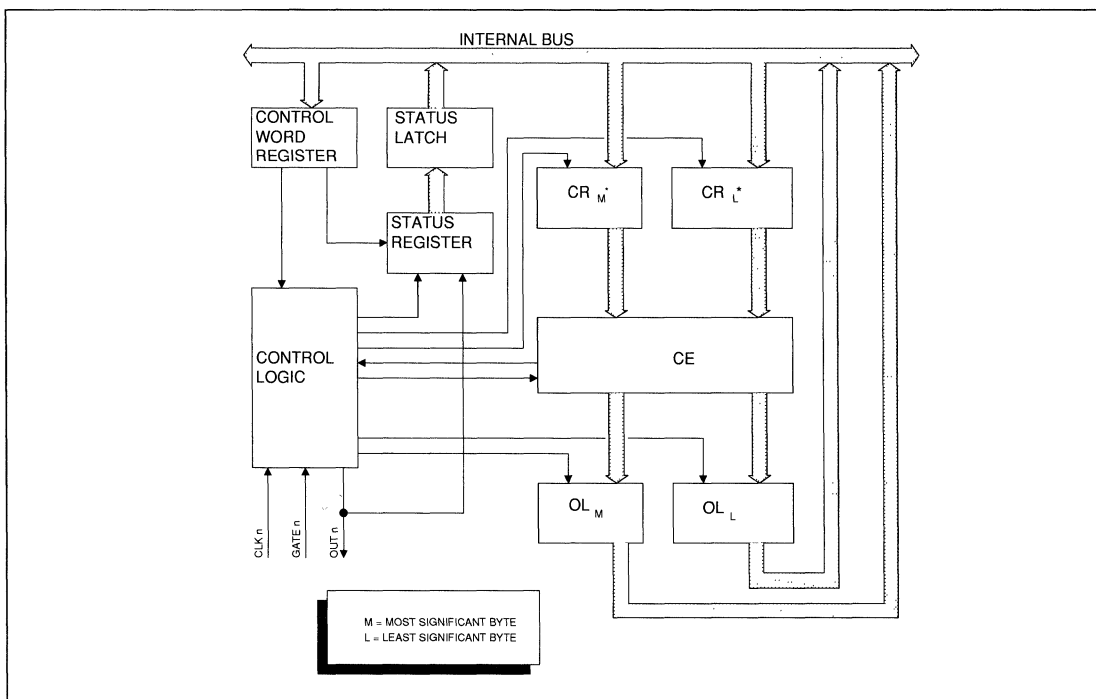 INTERNAL BUS
CONTROL
WORD
REGISTER
STATUS
LATCH
CR M*
CR L*
STATUS
REGISTER
CONTROL
LOGIC
CE
OL M
OL L
CLK n
GATE n
OUT n
M = MOST SIGNIFICANT BYTE
L = LEAST SIGNIFICANT BYTE